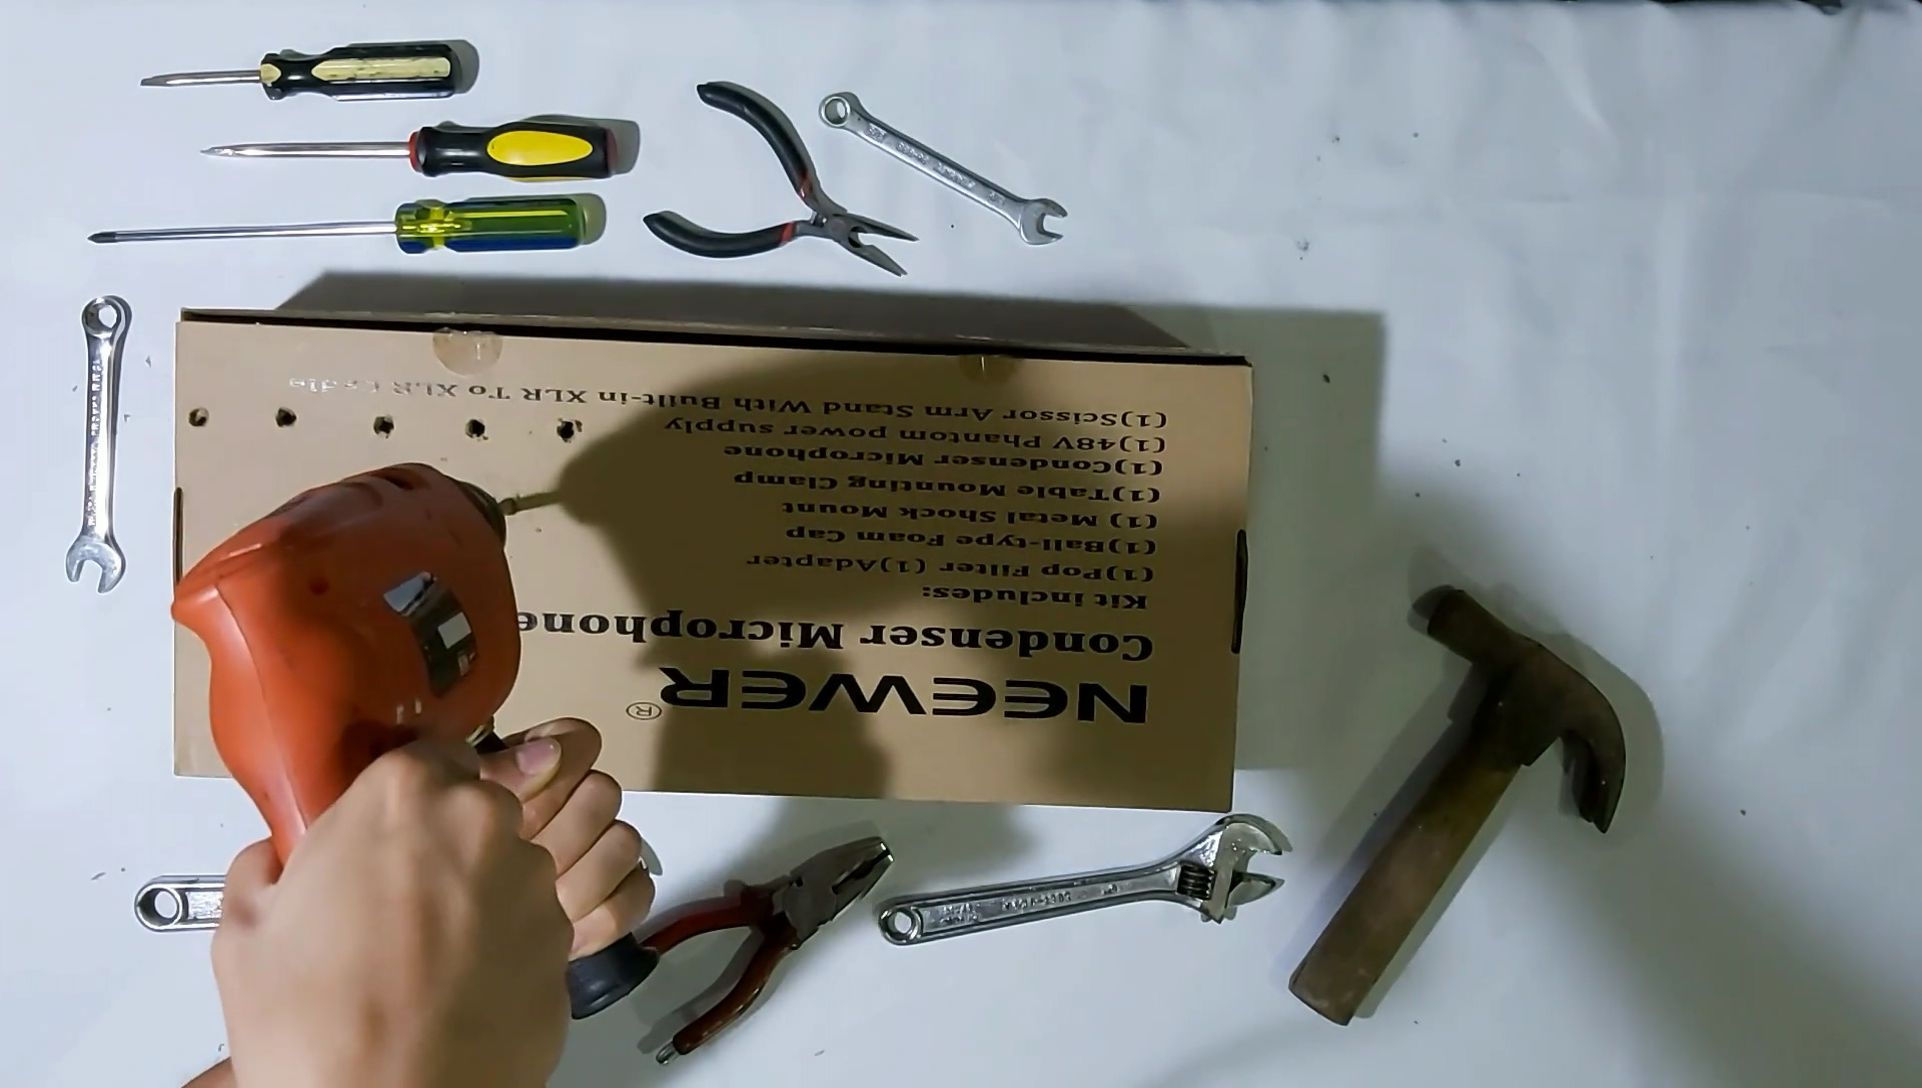 NEEWER®
Condenser Microphone
Kit includes:
(1)Pop Filter (1)Adapter
(1)Ball-type Foam Cap
(1) Metal Shock Mount
(1)Table Mounting Clamp
(1)Condenser Microphone
(1)48V Phantom power supply
(1)Scissor Arm Stand With Built-in XLR To XLR Cable